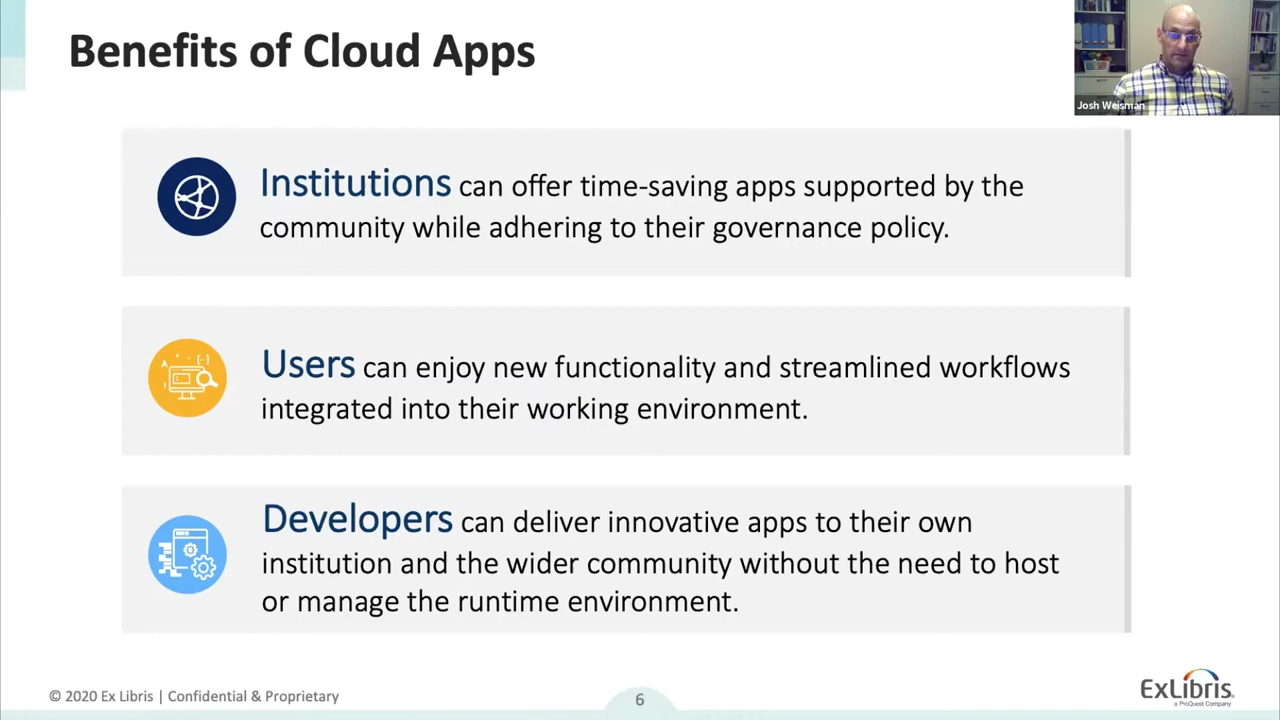 Benefits of Cloud Apps
Josh Weisman
Institutions can offer time-saving apps supported by the
community while adhering to their governance policy.
Users can enjoy new functionality and streamlined workflows
integrated into their working environment.
Developers can deliver innovative apps to their own
institution and the wider community without the need to host
or manage the runtime environment.
© 2020 Ex Libris | Confidential & Proprietary
6
ExLibris
a ProQuest Company